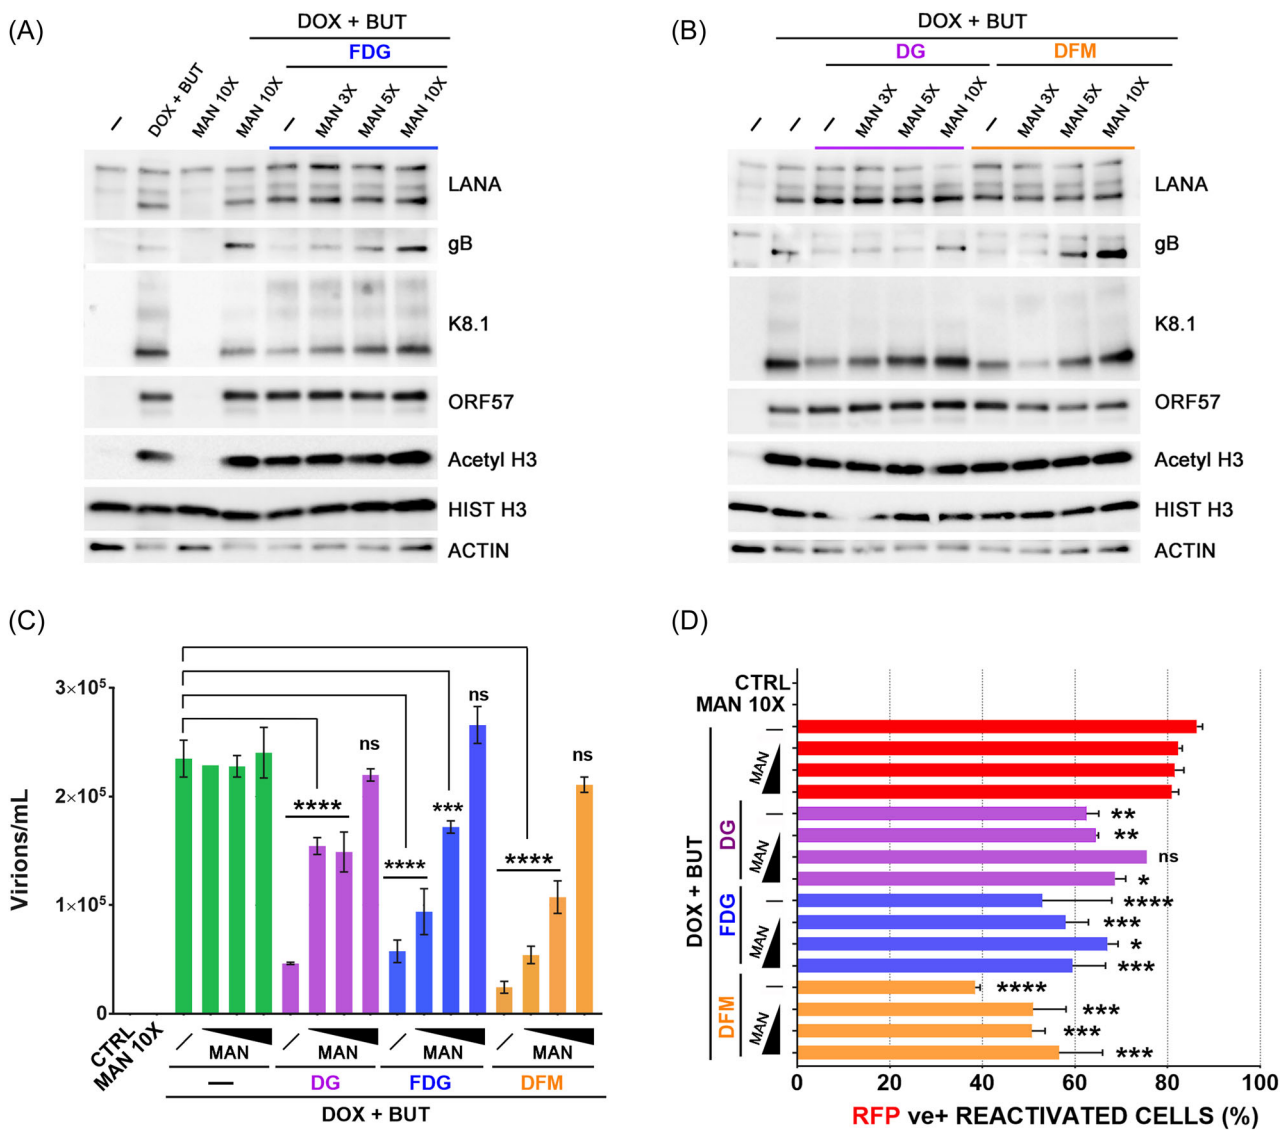 (A)
DOX + BUT
FDG
— DOX + BUT MAN 10X MAN 10X — MAN 3X MAN 5X MAN 10X
LANA
gB
K8.1
ORF57
Acetyl H3
HIST H3
ACTIN
(B)
DOX + BUT
DG DFM
— — — MAN 3X MAN 5X MAN 10X — MAN 3X MAN 5X MAN 10X
LANA
gB
K8.1
ORF57
Acetyl H3
HIST H3
ACTIN
(C)
Virions/mL
3×10⁵
2×10⁵
1×10⁵
0
**** ns **** *** ns **** ns
CTRL
MAN 10X
/ MAN / MAN / MAN / MAN
— DG FDG DFM
DOX + BUT
(D)
CTRL
MAN 10X
DOX + BUT
—
MAN
DG
— **
MAN
**
ns
*
FDG
— ****
MAN
***
*
***
DFM
— ****
MAN
***
***
***
0 20 40 60 80 100
RFP ve+ REACTIVATED CELLS (%)